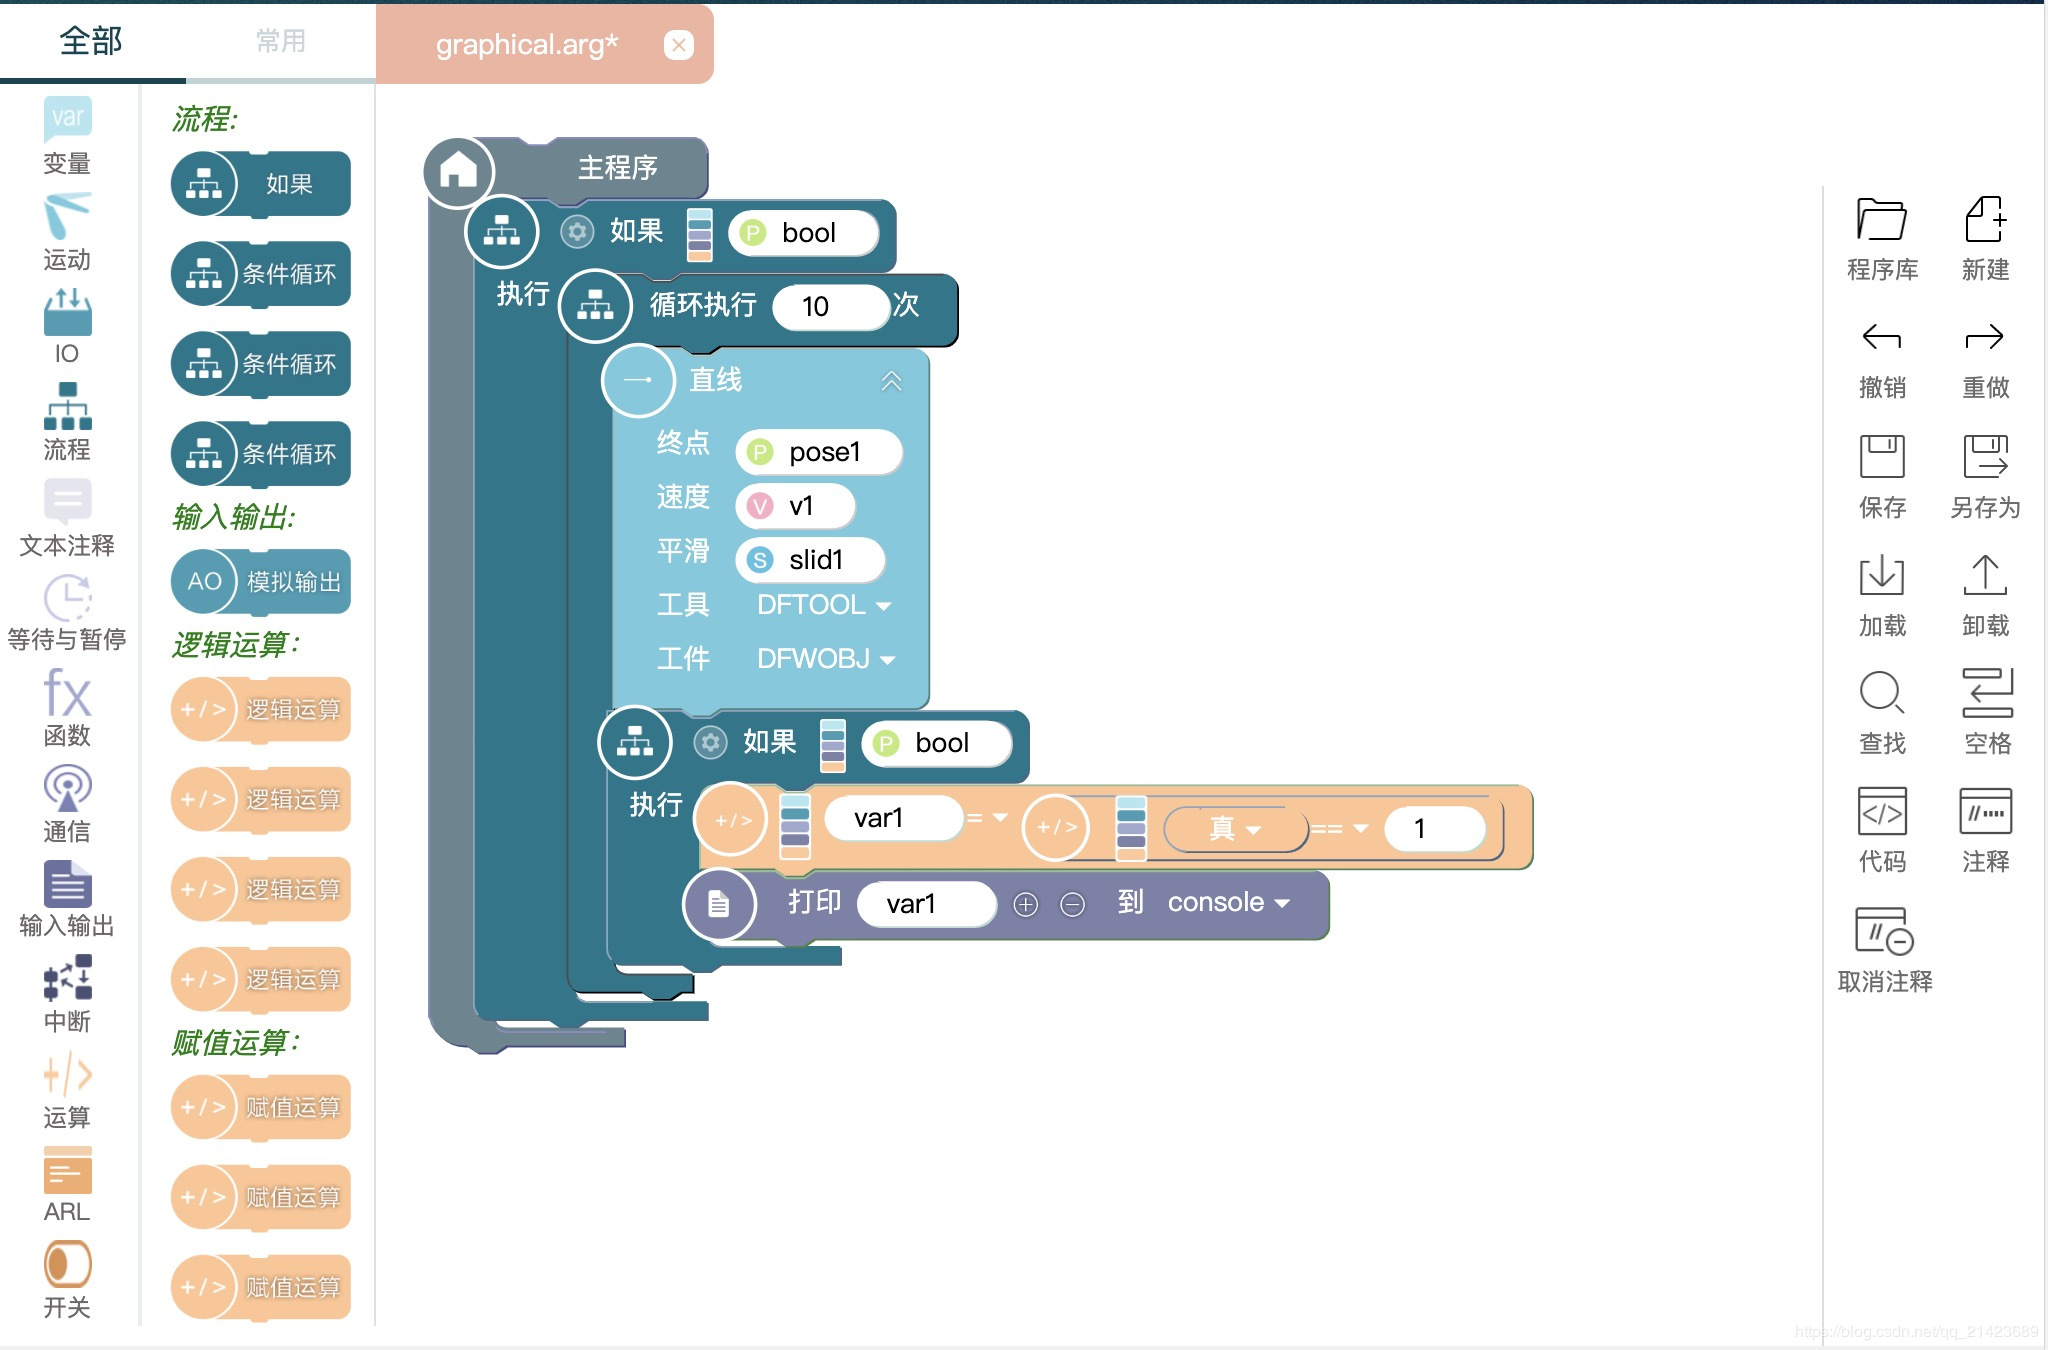 全部
常用
graphical.arg*
var
变量
运动
IO
流程
文本注释
等待与暂停
fx
函数
通信
输入输出
中断
+/>
运算
ARL
开关
流程:
如果
条件循环
条件循环
条件循环
输入输出:
AO 模拟输出
逻辑运算：
+/> 逻辑运算
+/> 逻辑运算
+/> 逻辑运算
+/> 逻辑运算
赋值运算：
+/> 赋值运算
+/> 赋值运算
+/> 赋值运算
主程序
如果 P bool
执行 循环执行 10 次
直线
终点 P pose1
速度 V v1
平滑 S slid1
工具 DFTOOL
工件 DFWOBJ
如果 P bool
执行 +/> var1 = +/> 真 == 1
打印 var1 到 console
程序库 新建
撤销 重做
保存 另存为
加载 卸载
查找 空格
代码 注释
取消注释
https://blog.csdn.net/qq_21423689